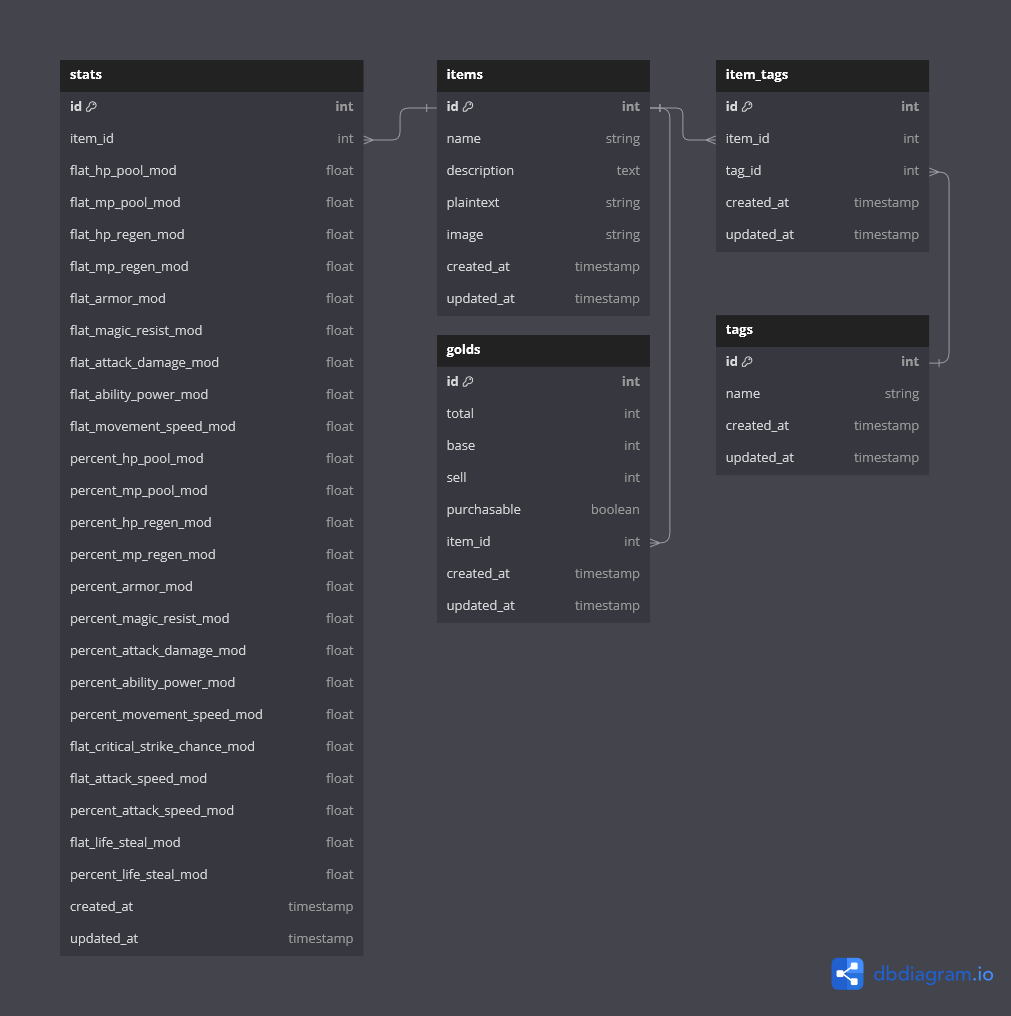 stats
id int
item_id int
flat_hp_pool_mod float
flat_mp_pool_mod float
flat_hp_regen_mod float
flat_mp_regen_mod float
flat_armor_mod float
flat_magic_resist_mod float
flat_attack_damage_mod float
flat_ability_power_mod float
flat_movement_speed_mod float
percent_hp_pool_mod float
percent_mp_pool_mod float
percent_hp_regen_mod float
percent_mp_regen_mod float
percent_armor_mod float
percent_magic_resist_mod float
percent_attack_damage_mod float
percent_ability_power_mod float
percent_movement_speed_mod float
flat_critical_strike_chance_mod float
flat_attack_speed_mod float
percent_attack_speed_mod float
flat_life_steal_mod float
percent_life_steal_mod float
created_at timestamp
updated_at timestamp
items
id int
name string
description text
plaintext string
image string
created_at timestamp
updated_at timestamp
golds
id int
total int
base int
sell int
purchasable boolean
item_id int
created_at timestamp
updated_at timestamp
item_tags
id int
item_id int
tag_id int
created_at timestamp
updated_at timestamp
tags
id int
name string
created_at timestamp
updated_at timestamp
dbdiagram.io